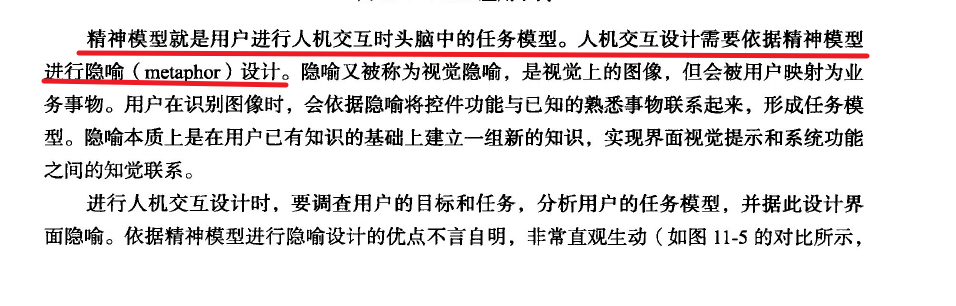 精神模型就是用户进行人机交互时头脑中的任务模型。人机交互设计需要依据精神模型
进行隐喻（metaphor）设计。隐喻又被称为视觉隐喻，是视觉上的图像，但会被用户映射为业
务事物。用户在识别图像时，会依据隐喻将控件功能与已知的熟悉事物联系起来，形成任务模
型。隐喻本质上是在用户已有知识的基础上建立一组新的知识，实现界面视觉提示和系统功能
之间的知觉联系。
进行人机交互设计时，要调查用户的目标和任务，分析用户的任务模型，并据此设计界
面隐喻。依据精神模型进行隐喻设计的优点不言自明，非常直观生动（如图 11-5 的对比所示，